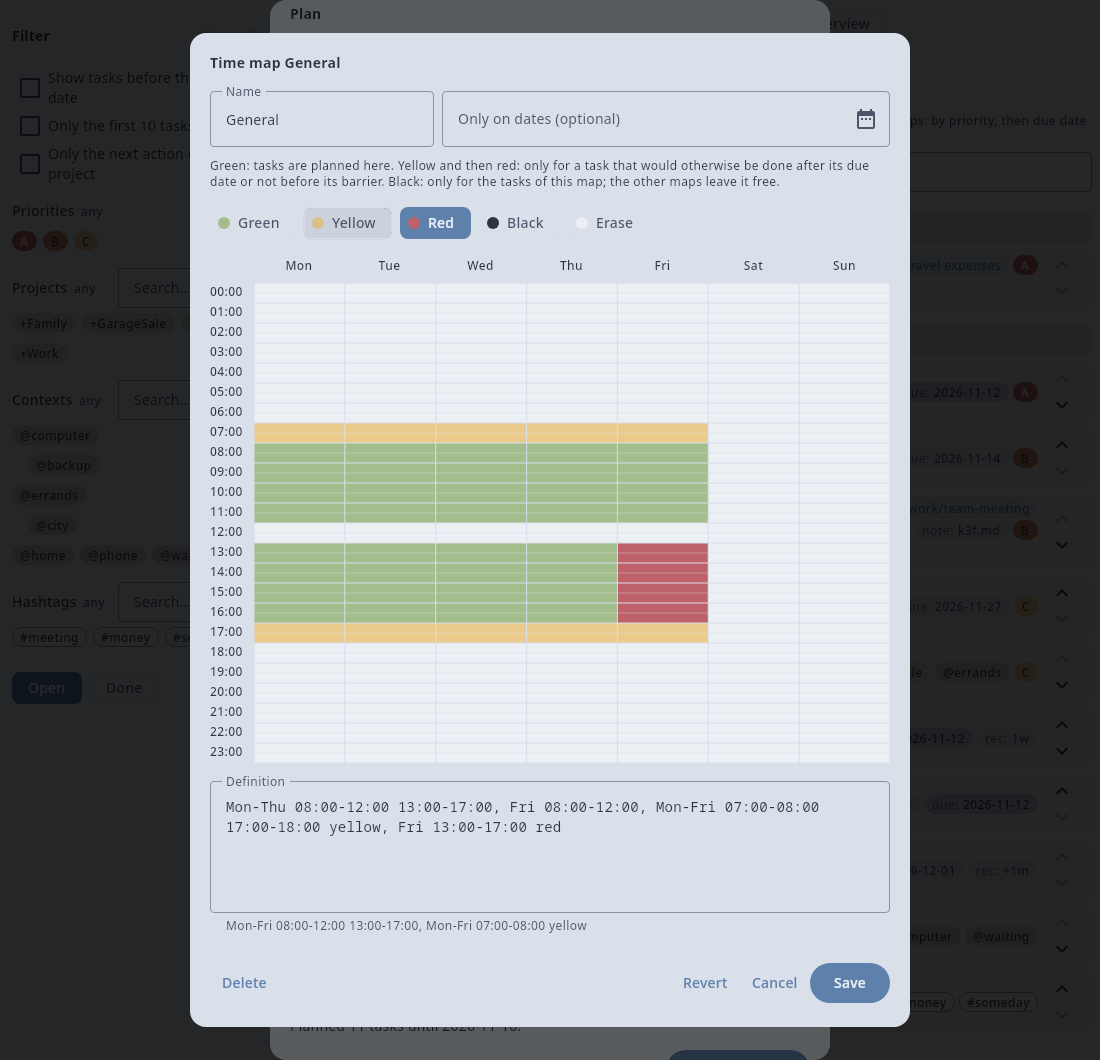 Plan
erview
Filter
Show tasks before th
date
Only the first 10 tasks
Only the next action o
project
Priorities any
A B C
Projects any
Search...
+Family +GarageSale
+Work
Contexts any
Search...
@computer
@backup
@errands
@city
@home @phone @wa
Hashtags any
Search...
#meeting #money #so
Open Done
Time map General
Name
General
Only on dates (optional)
Green: tasks are planned here. Yellow and then red: only for a task that would otherwise be done after its due
date or not before its barrier. Black: only for the tasks of this map; the other maps leave it free.
Green Yellow Red Black Erase
Mon Tue Wed Thu Fri Sat Sun
00:00
01:00
02:00
03:00
04:00
05:00
06:00
07:00
08:00
09:00
10:00
11:00
12:00
13:00
14:00
15:00
16:00
17:00
18:00
19:00
20:00
21:00
22:00
23:00
Definition
Mon-Thu 08:00-12:00 13:00-17:00, Fri 08:00-12:00, Mon-Fri 07:00-08:00
17:00-18:00 yellow, Fri 13:00-17:00 red
Mon-Fri 08:00-12:00 13:00-17:00, Mon-Fri 07:00-08:00 yellow
Delete Revert Cancel Save
ps: by priority, then due date
ravel expenses A
ue: 2026-11-12 A
ue: 2026-11-14 B
work/team-meeting
note: k3f.md B
ne: 2026-11-27 C
le @errands C
026-11-12 rec: 1w
due: 2026-11-12
6-12-01 rec: +1m
mputer @waiting
money #someday
Planned 11 tasks until 2026-11-16.